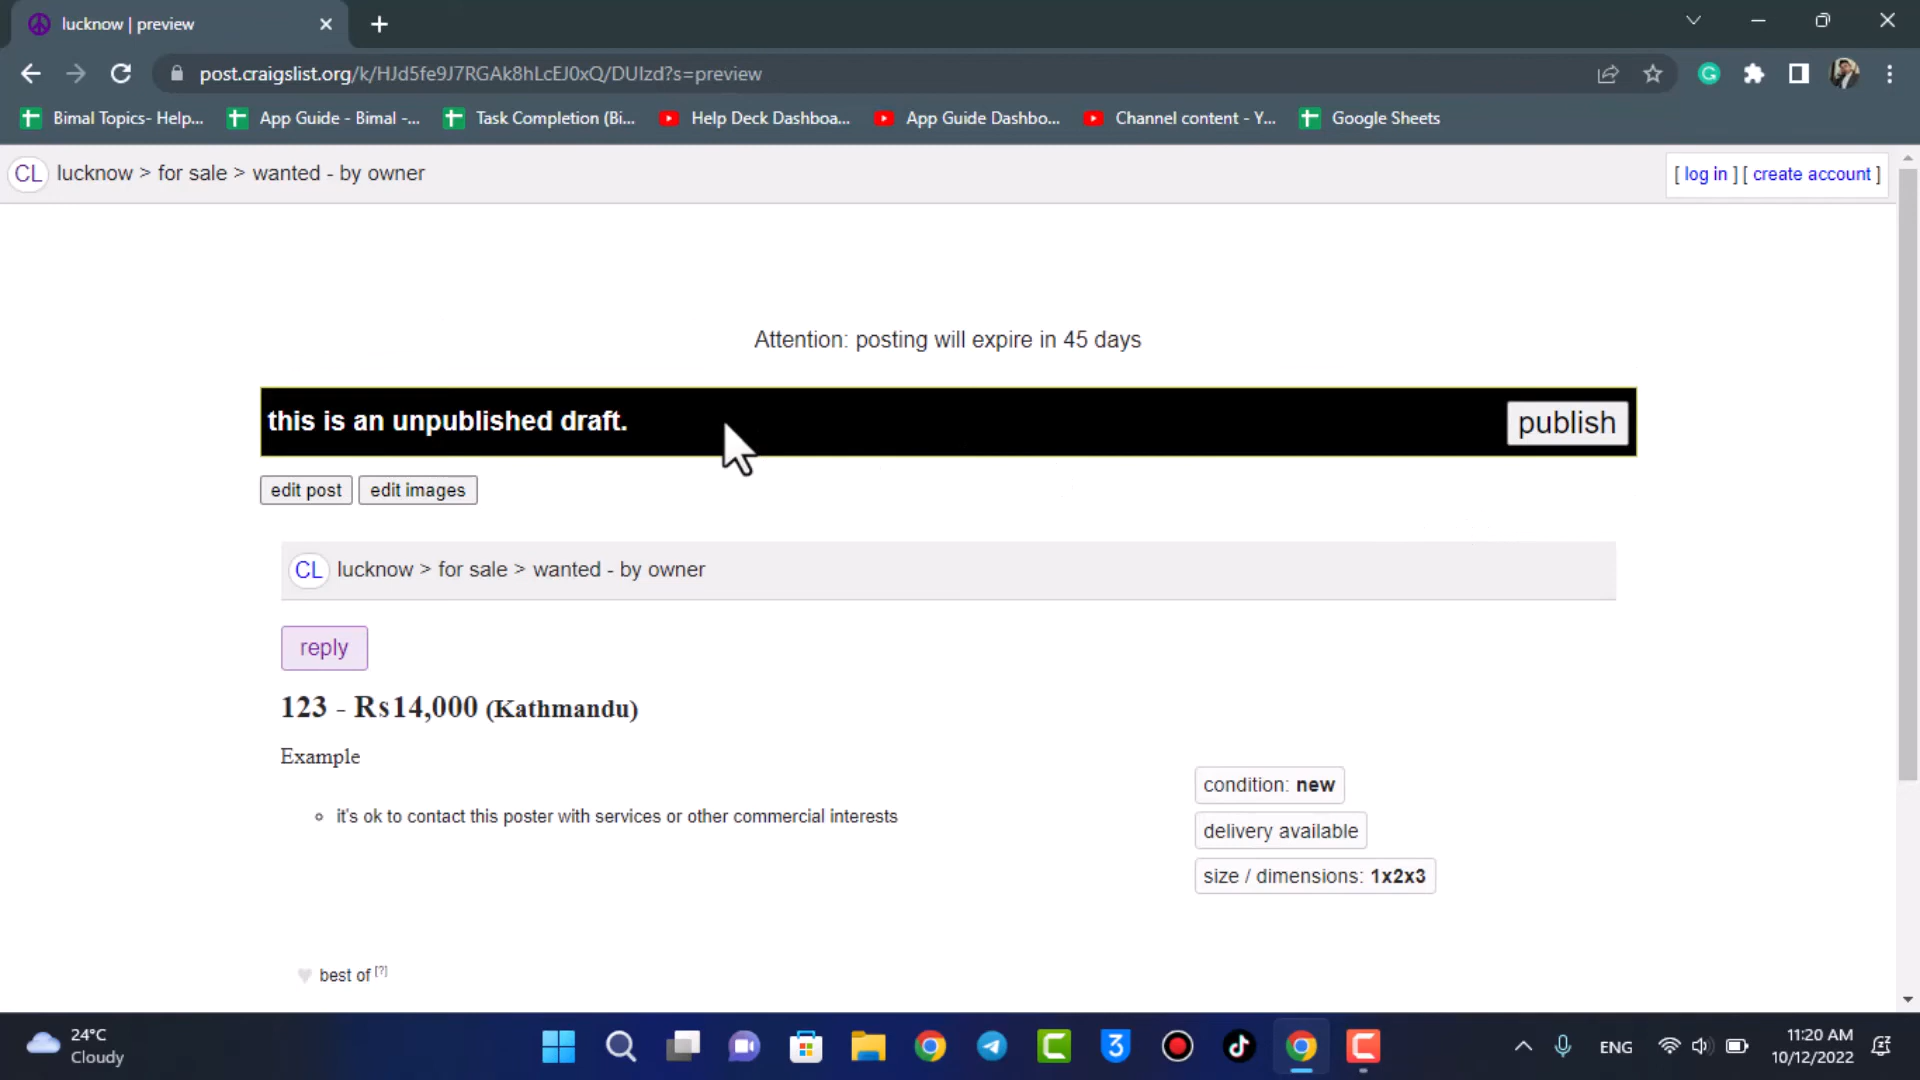 lucknow | preview
post.craigslist.org/k/HJd5fe9J7RGAk8hLcEJ0xQ/DUIzd?s=preview
Bimal Topics- Help... App Guide - Bimal -... Task Completion (Bi... Help Deck Dashboa... App Guide Dashbo... Channel content - Y... Google Sheets
CL lucknow > for sale > wanted - by owner [ log in ] [ create account ]
Attention: posting will expire in 45 days
this is an unpublished draft. publish
edit post edit images
CL lucknow > for sale > wanted - by owner
reply
123 - Rs14,000 (Kathmandu)
Example
condition: new
it's ok to contact this poster with services or other commercial interests
delivery available
size / dimensions: 1x2x3
best of [?]
24°C
Cloudy
ENG
11:20 AM
10/12/2022